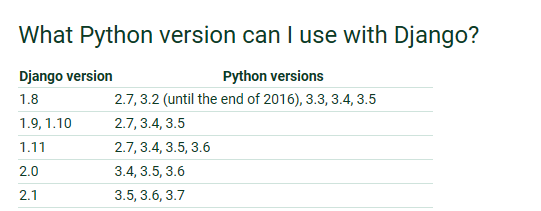 What Python version can I use with Django?
Django version Python versions
1.8 2.7, 3.2 (until the end of 2016), 3.3, 3.4, 3.5
1.9, 1.10 2.7, 3.4, 3.5
1.11 2.7, 3.4, 3.5, 3.6
2.0 3.4, 3.5, 3.6
2.1 3.5, 3.6, 3.7